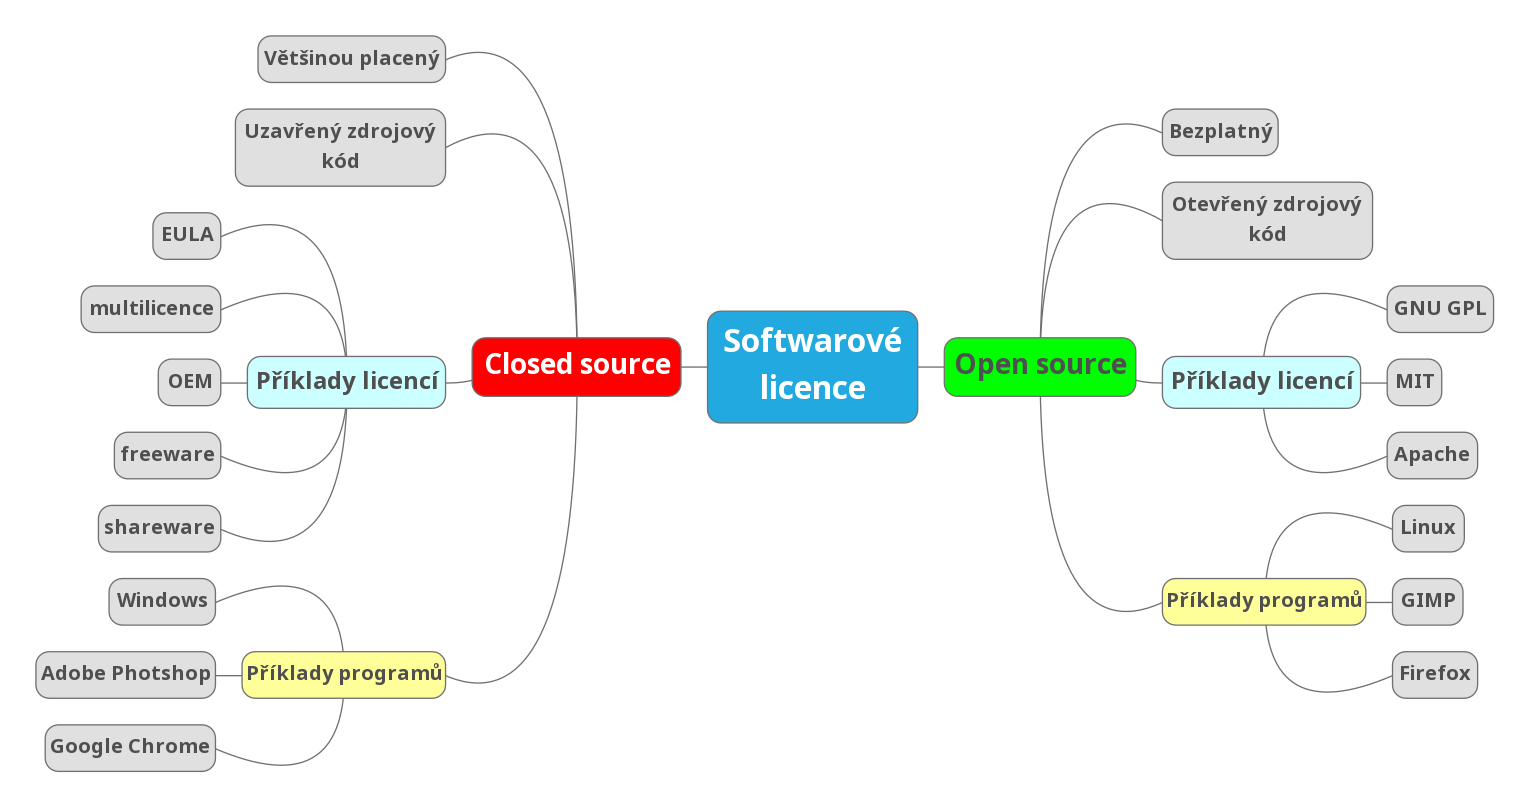 Softwarové
licence
Closed source
Většinou placený
Uzavřený zdrojový
kód
Příklady licencí
EULA
multilicence
OEM
freeware
shareware
Příklady programů
Windows
Adobe Photshop
Google Chrome
Open source
Bezplatný
Otevřený zdrojový
kód
Příklady licencí
GNU GPL
MIT
Apache
Příklady programů
Linux
GIMP
Firefox